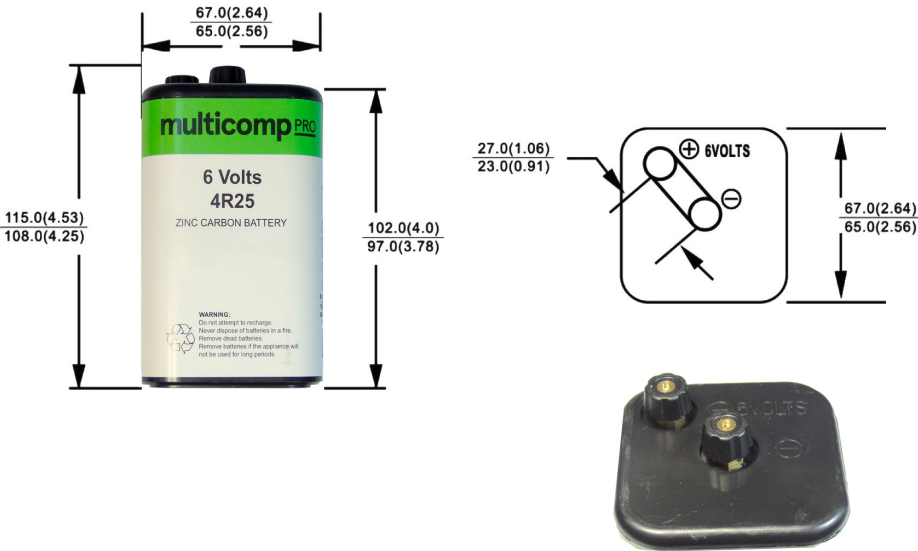 67.0(2.64)
65.0(2.56)
multicomp PRO
6 Volts
4R25
ZINC CARBON BATTERY
WARNING:
Do not attempt to recharge.
Never dispose of batteries in a fire.
Remove dead batteries.
Remove batteries if the appliance will
not be used for long periods.
115.0(4.53)
108.0(4.25)
102.0(4.0)
97.0(3.78)
27.0(1.06)
23.0(0.91)
+ 6VOLTS
−
67.0(2.64)
65.0(2.56)
6VOLTS